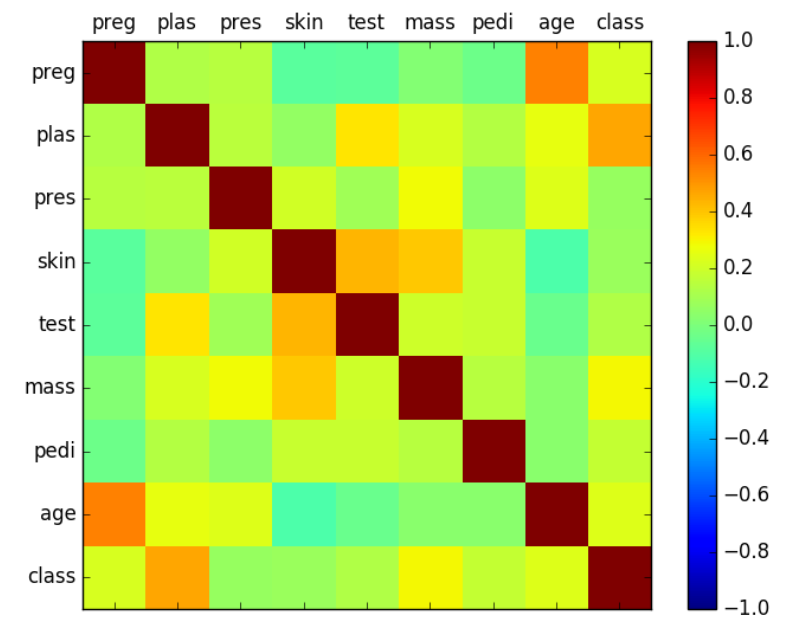 preg plas pres skin test mass pedi age class
preg
plas
pres
skin
test
mass
pedi
age
class
1.0
0.8
0.6
0.4
0.2
0.0
−0.2
−0.4
−0.6
−0.8
−1.0